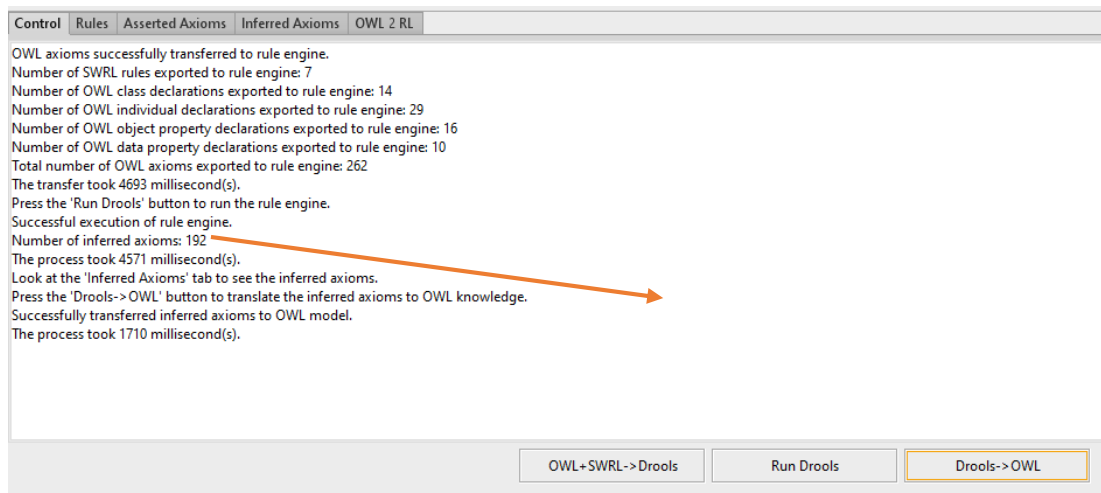 Control Rules Asserted Axioms Inferred Axioms OWL 2 RL
OWL axioms successfully transferred to rule engine.
Number of SWRL rules exported to rule engine: 7
Number of OWL class declarations exported to rule engine: 14
Number of OWL individual declarations exported to rule engine: 29
Number of OWL object property declarations exported to rule engine: 16
Number of OWL data property declarations exported to rule engine: 10
Total number of OWL axioms exported to rule engine: 262
The transfer took 4693 millisecond(s).
Press the 'Run Drools' button to run the rule engine.
Successful execution of rule engine.
Number of inferred axioms: 192
The process took 4571 millisecond(s).
Look at the 'Inferred Axioms' tab to see the inferred axioms.
Press the 'Drools->OWL' button to translate the inferred axioms to OWL knowledge.
Successfully transferred inferred axioms to OWL model.
The process took 1710 millisecond(s).
OWL+SWRL->Drools Run Drools Drools->OWL